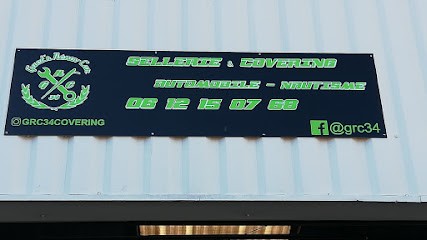 SELLERIE & COVERING
AUTOMOBILE - NAUTISME
06 12 15 07 68
@GRC34COVERING
f @grc34